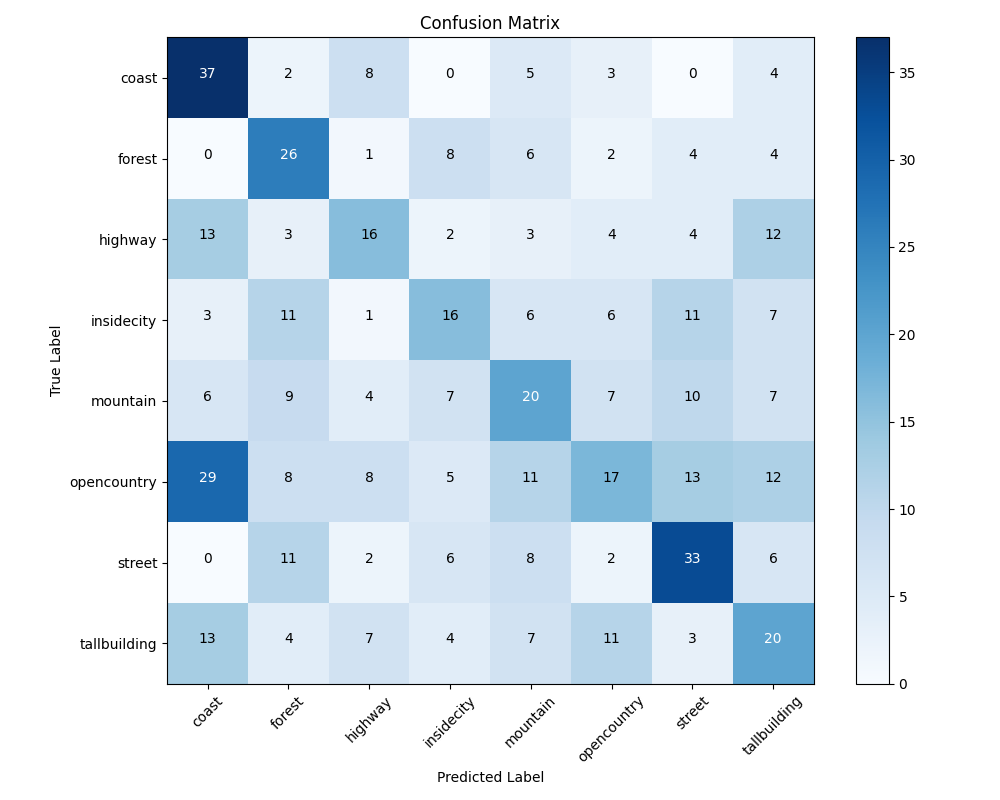 Confusion Matrix
coast 37 2 8 0 5 3 0 4
forest 0 26 1 8 6 2 4 4
highway 13 3 16 2 3 4 4 12
insidecity 3 11 1 16 6 6 11 7
mountain 6 9 4 7 20 7 10 7
opencountry 29 8 8 5 11 17 13 12
street 0 11 2 6 8 2 33 6
tallbuilding 13 4 7 4 7 11 3 20
True Label
coast forest highway insidecity mountain opencountry street tallbuilding
Predicted Label
35
30
25
20
15
10
5
0